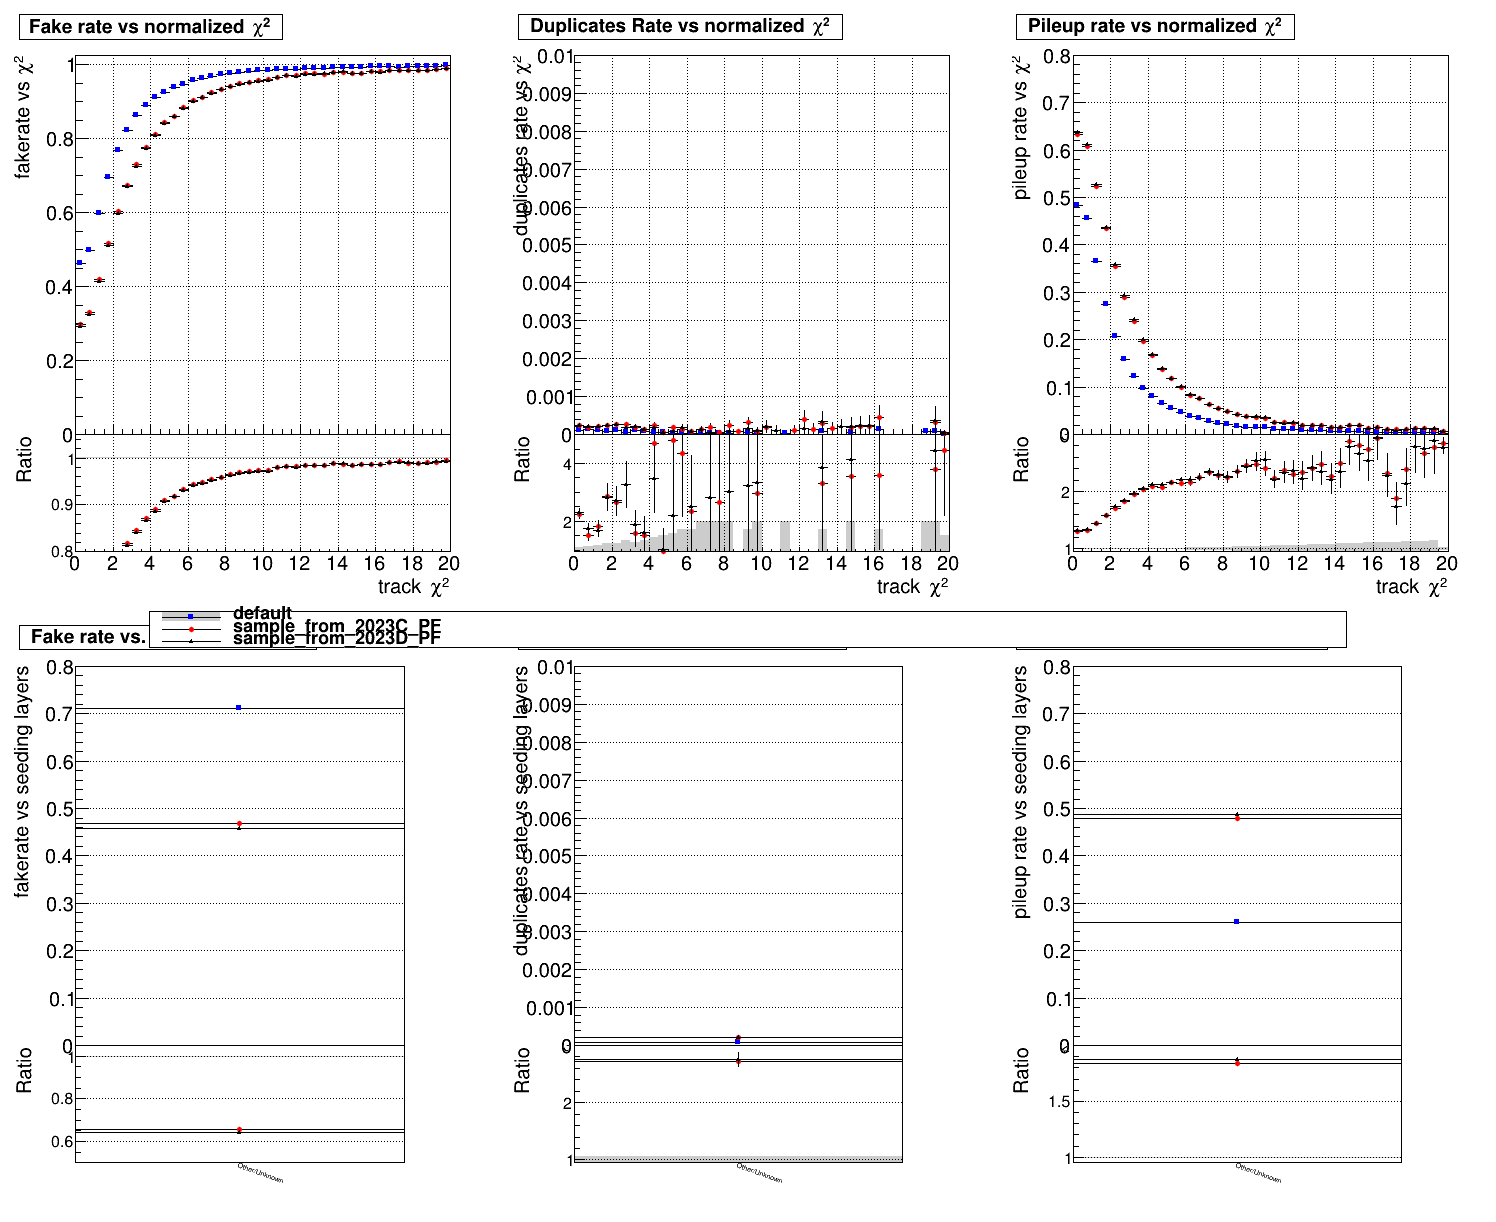 Fake rate vs normalized χ²
Duplicates Rate vs normalized χ²
Pileup rate vs normalized χ²
fakerate vs χ²
1
0.8
0.6
0.4
0.2
0
Ratio
1
0.9
0.8
0 2 4 6 8 10 12 14 16 18 20
track χ²
duplicates rate vs χ²
0.01
0.009
0.008
0.007
0.006
0.005
0.004
0.003
0.002
0.001
0
Ratio
4
2
0 2 4 6 8 10 12 14 16 18 20
track χ²
pileup rate vs χ²
0.8
0.7
0.6
0.5
0.4
0.3
0.2
0.1
0
Ratio
2
1
0 2 4 6 8 10 12 14 16 18 20
track χ²
default
sample_from_2023C_PF
sample_from_2023D_PF
Fake rate vs.
fakerate vs seeding layers
0.8
0.7
0.6
0.5
0.4
0.3
0.2
0.1
0
Ratio
1
0.8
0.6
Other/Unknown
duplicates rate vs seeding layers
0.01
0.009
0.008
0.007
0.006
0.005
0.004
0.003
0.002
0.001
0
Ratio
2
1
Other/Unknown
pileup rate vs seeding layers
0.8
0.7
0.6
0.5
0.4
0.3
0.2
0.1
0
Ratio
1.5
1
Other/Unknown